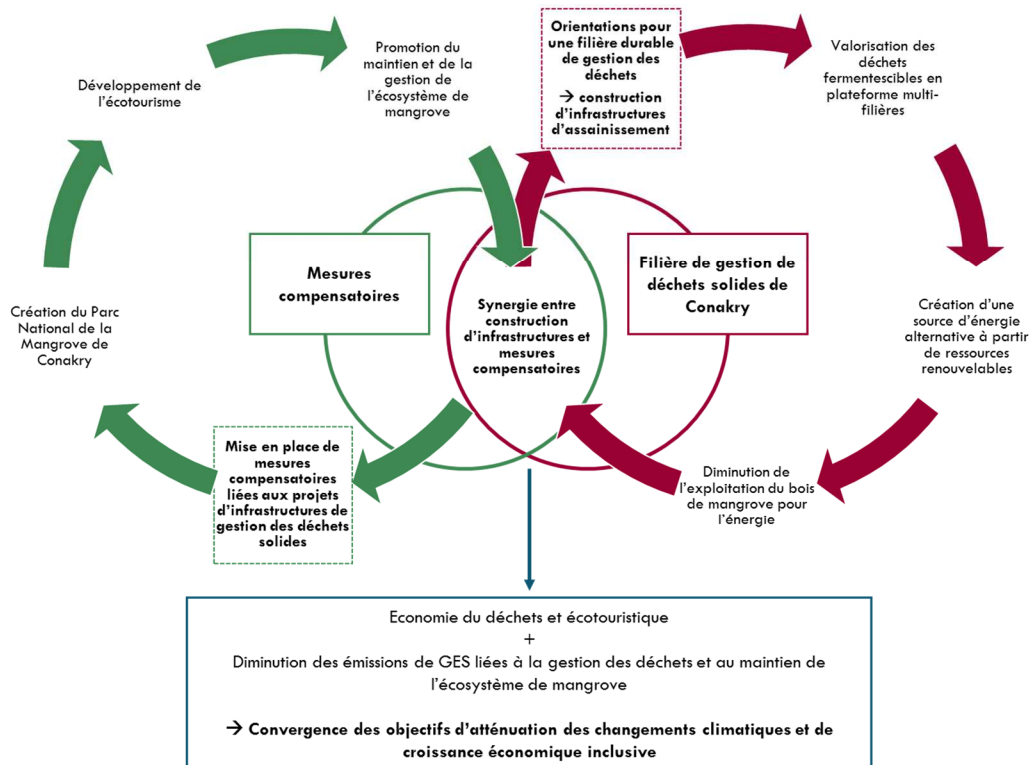 Développement de
l'écotourisme
Promotion du
maintien et de la
gestion de
l'écosystème de
mangrove
Orientations pour
une filière durable
de gestion des
déchets
→ construction
d'infrastructures
d'assainissement
Valorisation des
déchets
fermentescibles en
plateforme multi-
filières
Mesures
compensatoires
Synergie entre
construction
d'infrastructures et
mesures
compensatoires
Filière de gestion de
déchets solides de
Conakry
Création du Parc
National de la
Mangrove de
Conakry
Création d'une
source d'énergie
alternative à partir
de ressources
renouvelables
Mise en place de
mesures
compensatoires
liées aux projets
d'infrastructures de
gestion des déchets
solides
Diminution de
l'exploitation du bois
de mangrove pour
l'énergie
Economie du déchets et écotouristique
+
Diminution des émissions de GES liées à la gestion des déchets et au maintien de
l'écosystème de mangrove
→ Convergence des objectifs d'atténuation des changements climatiques et de
croissance économique inclusive